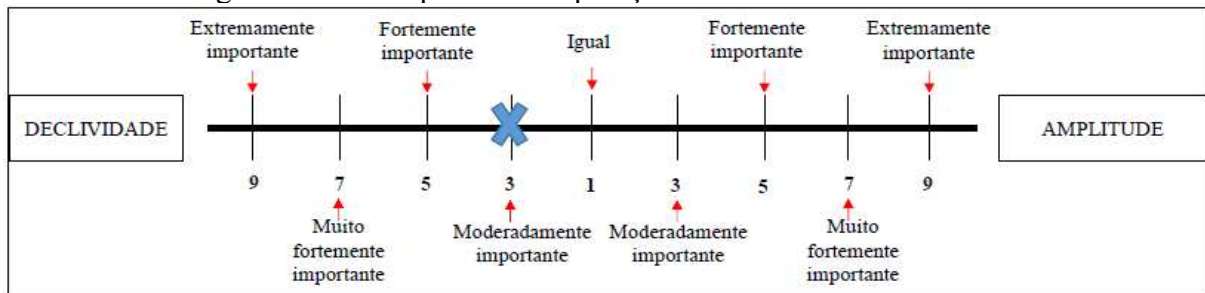 Extremamente
importante
Fortemente
importante
Igual
Fortemente
importante
Extremamente
importante
DECLIVIDADE
AMPLITUDE
9 7 5 3 1 3 5 7 9
Muito
fortemente
importante
Moderadamente
importante
Moderadamente
importante
Muito
fortemente
importante